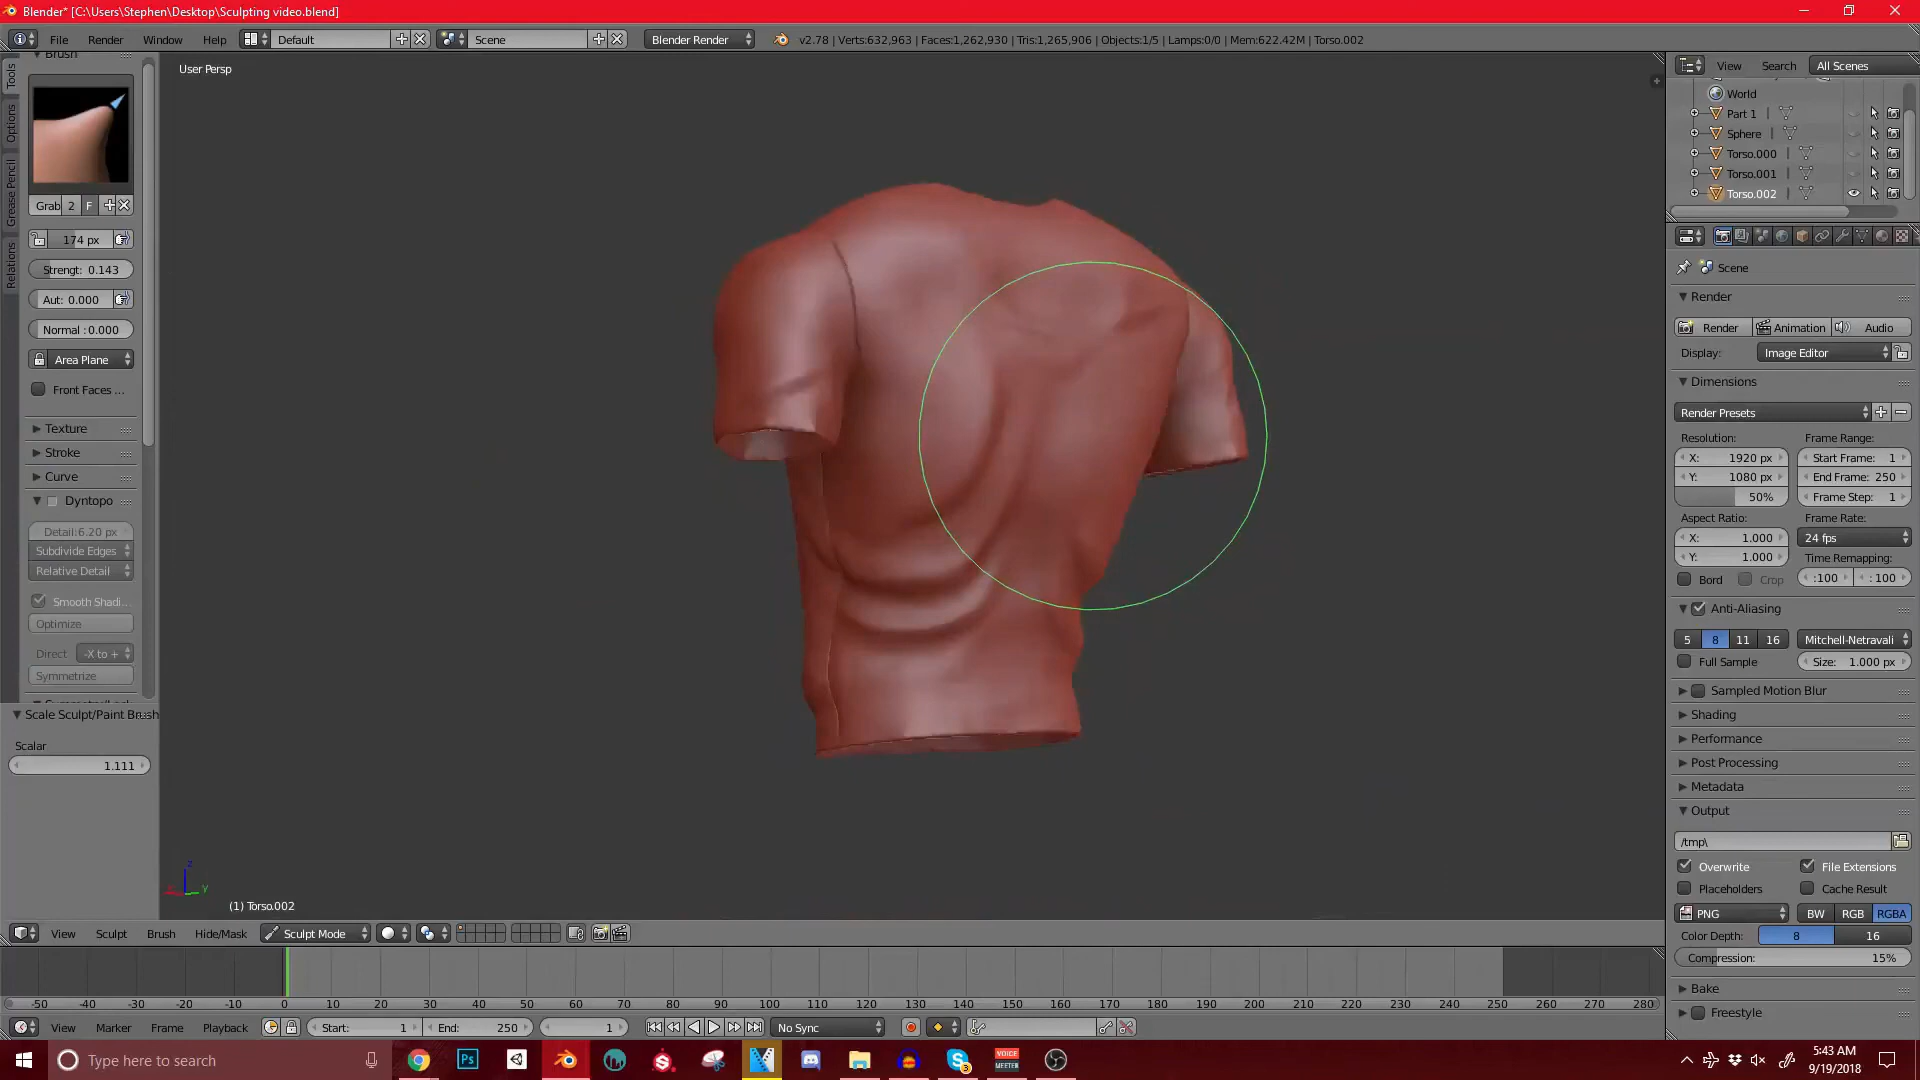 Blender* [C:\Users\Stephen\Desktop\Sculpting video.blend]
File Render Window Help Default Scene Blender Render v2.78 | Verts:632,963 | Faces:1,262,930 | Tris:1,265,906 | Objects:1/5 | Lamps:0/0 | Mem:622.42M | Torso.002
Tools
Options
Grease Pencil
Relations
Brush
Grab 2 F
174 px
Strengt: 0.143
Aut: 0.000
Normal :0.000
Area Plane
Front Faces ...
Texture
Stroke
Curve
Dyntopo
Detail:6.20 px
Subdivide Edges
Relative Detail
Smooth Shadi...
Optimize
Direct -X to +
Symmetrize
Scale Sculpt/Paint Brush
Scalar
1.111
User Persp
z
y
(1) Torso.002
View Search All Scenes
World
Part 1
Sphere
Torso.000
Torso.001
Torso.002
Scene
Render
Render Animation Audio
Display: Image Editor
Dimensions
Render Presets
Resolution: Frame Range:
X: 1920 px Start Frame: 1
Y: 1080 px End Frame: 250
50% Frame Step: 1
Aspect Ratio: Frame Rate:
X: 1.000 24 fps
Y: 1.000 Time Remapping:
Bord Crop :100 : 100
Anti-Aliasing
5 8 11 16 Mitchell-Netravali
Full Sample Size: 1.000 px
Sampled Motion Blur
Shading
Performance
Post Processing
Metadata
Output
/tmp\
Overwrite File Extensions
Placeholders Cache Result
PNG BW RGB RGBA
Color Depth: 8 16
Compression: 15%
Bake
Freestyle
View Sculpt Brush Hide/Mask Sculpt Mode
-50 -40 -30 -20 -10 0 10 20 30 40 50 60 70 80 90 100 110 120 130 140 150 160 170 180 190 200 210 220 230 240 250 260 270 280
View Marker Frame Playback Start: 1 End: 250 1 No Sync
Type here to search
Ps
VOICE
MEETER
3
5:43 AM
9/19/2018